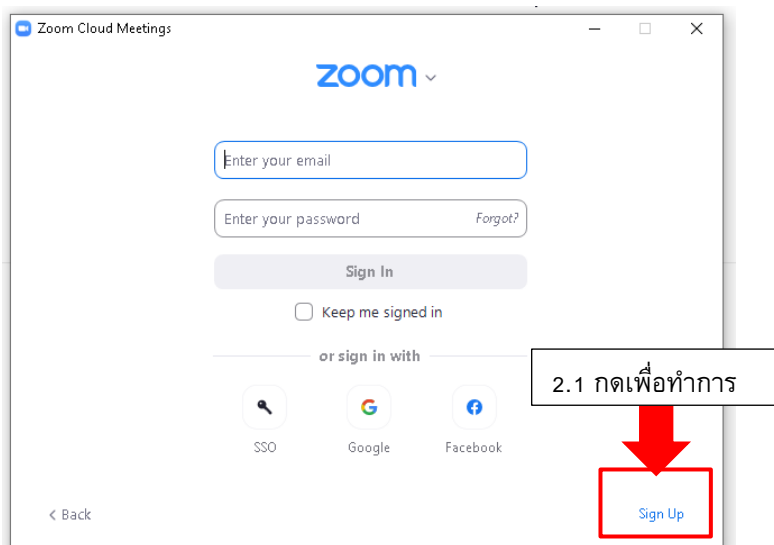 Zoom Cloud Meetings
zoom
Enter your email
Enter your password Forgot?
Sign In
Keep me signed in
or sign in with
2.1 กดเพื่อทำการ
SSO Google Facebook
< Back Sign Up